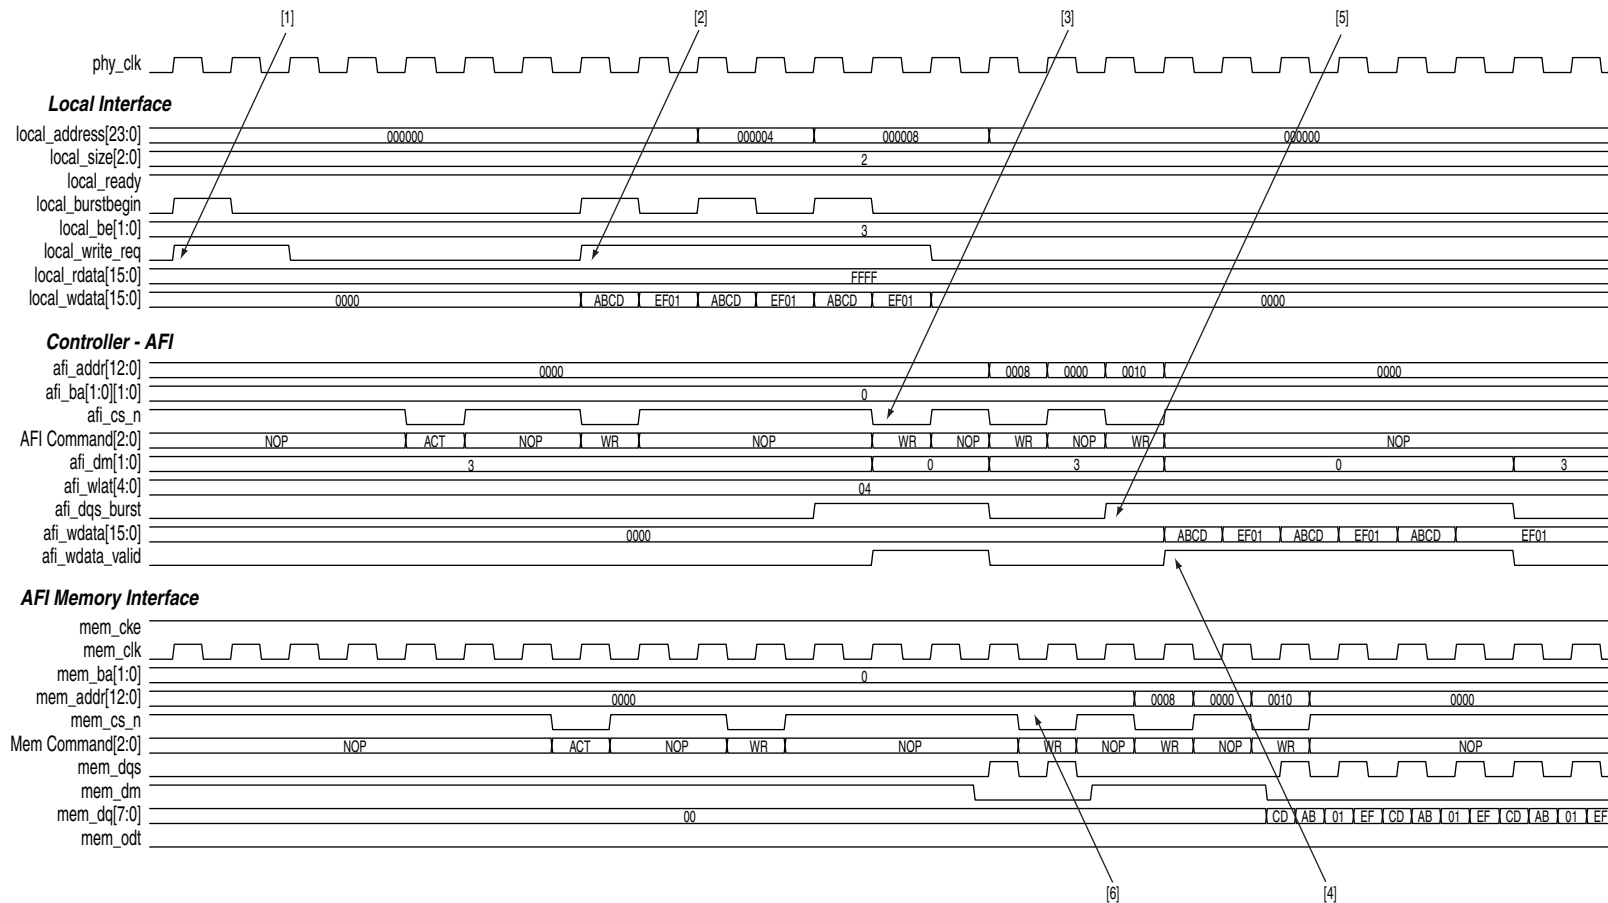 [1] [2] [3] [5]
phy_clk
Local Interface
local_address[23:0] 000000 000004 000008 000000
local_size[2:0] 2
local_ready
local_burstbegin
local_be[1:0] 3
local_write_req
local_rdata[15:0] FFFF
local_wdata[15:0] 0000 ABCD EF01 ABCD EF01 ABCD EF01 0000
Controller - AFI
afi_addr[12:0] 0000 0008 0000 0010 0000
afi_ba[1:0][1:0] 0
afi_cs_n
AFI Command[2:0] NOP ACT NOP WR NOP WR NOP WR NOP WR NOP
afi_dm[1:0] 3 0 3 0 3
afi_wlat[4:0] 04
afi_dqs_burst
afi_wdata[15:0] 0000 ABCD EF01 ABCD EF01 ABCD EF01
afi_wdata_valid
AFI Memory Interface
mem_cke
mem_clk
mem_ba[1:0] 0
mem_addr[12:0] 0000 0008 0000 0010 0000
mem_cs_n
Mem Command[2:0] NOP ACT NOP WR NOP WR NOP WR NOP WR NOP
mem_dqs
mem_dm
mem_dq[7:0] 00 CD AB 01 EF CD AB 01 EF CD AB 01 EF
mem_odt
[6] [4]